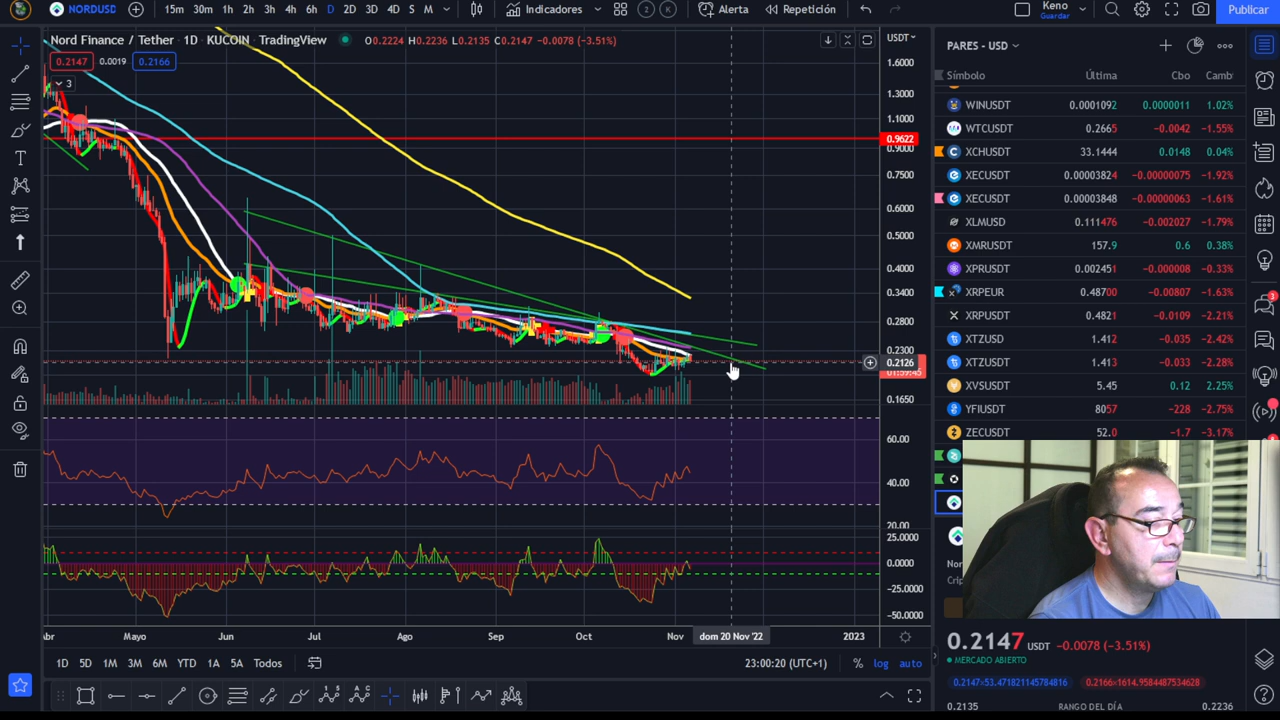 NORDUSD
15m 30m 1h 2h 3h 4h 6h D 2D 3D 4D S M
Indicadores
2 K
Alerta
Repetición
Keno
Guardar
Publicar
Nord Finance / Tether · 1D · KUCOIN · TradingView
O0.2224 H0.2236 L0.2135 C0.2147 −0.0078 (−3.51%)
0.2147 0.0019 0.2166
3
USDT
1.6000
1.3000
1.1000
0.9622
0.9000
0.7500
0.6000
0.5000
0.4000
0.3400
0.2800
0.2300
0.2126
01:59:45
0.1650
60.00
40.00
20.00
25.0000
0.0000
−25.0000
−50.0000
Abr Mayo Jun Jul Ago Sep Oct Nov dom 20 Nov '22 2023
1D 5D 1M 3M 6M YTD 1A 5A Todos
23:00:20 (UTC+1) % log auto
PARES - USD
Símbolo Última Cbo Camb
WINUSDT 0.0001092 0.0000011 1.02%
WTCUSDT 0.2665 −0.0042 −1.55%
XCHUSDT 33.1444 0.0148 0.04%
XECUSDT 0.00003824 −0.00000075 −1.92%
XECUSDT 0.00003848 −0.00000063 −1.61%
XLMUSD 0.111476 −0.002027 −1.79%
XMRUSDT 157.9 0.6 0.38%
XPRUSDT 0.002451 −0.000008 −0.33%
XRPEUR 0.48700 −0.00807 −1.63%
XRPUSDT 0.4821 −0.0109 −2.21%
XTZUSD 1.412 −0.035 −2.42%
XTZUSDT 1.413 −0.033 −2.28%
XVSUSDT 5.45 0.12 2.25%
YFIUSDT 8057 −228 −2.75%
ZECUSDT 52.0 −1.7 −3.17%
3
Nor
Crip
0.2147 USDT −0.0078 (−3.51%)
MERCADO ABIERTO
0.2147×53.471821145784816 0.2166×1614.9584487534628
0.2135 RANGO DEL DÍA 0.2236